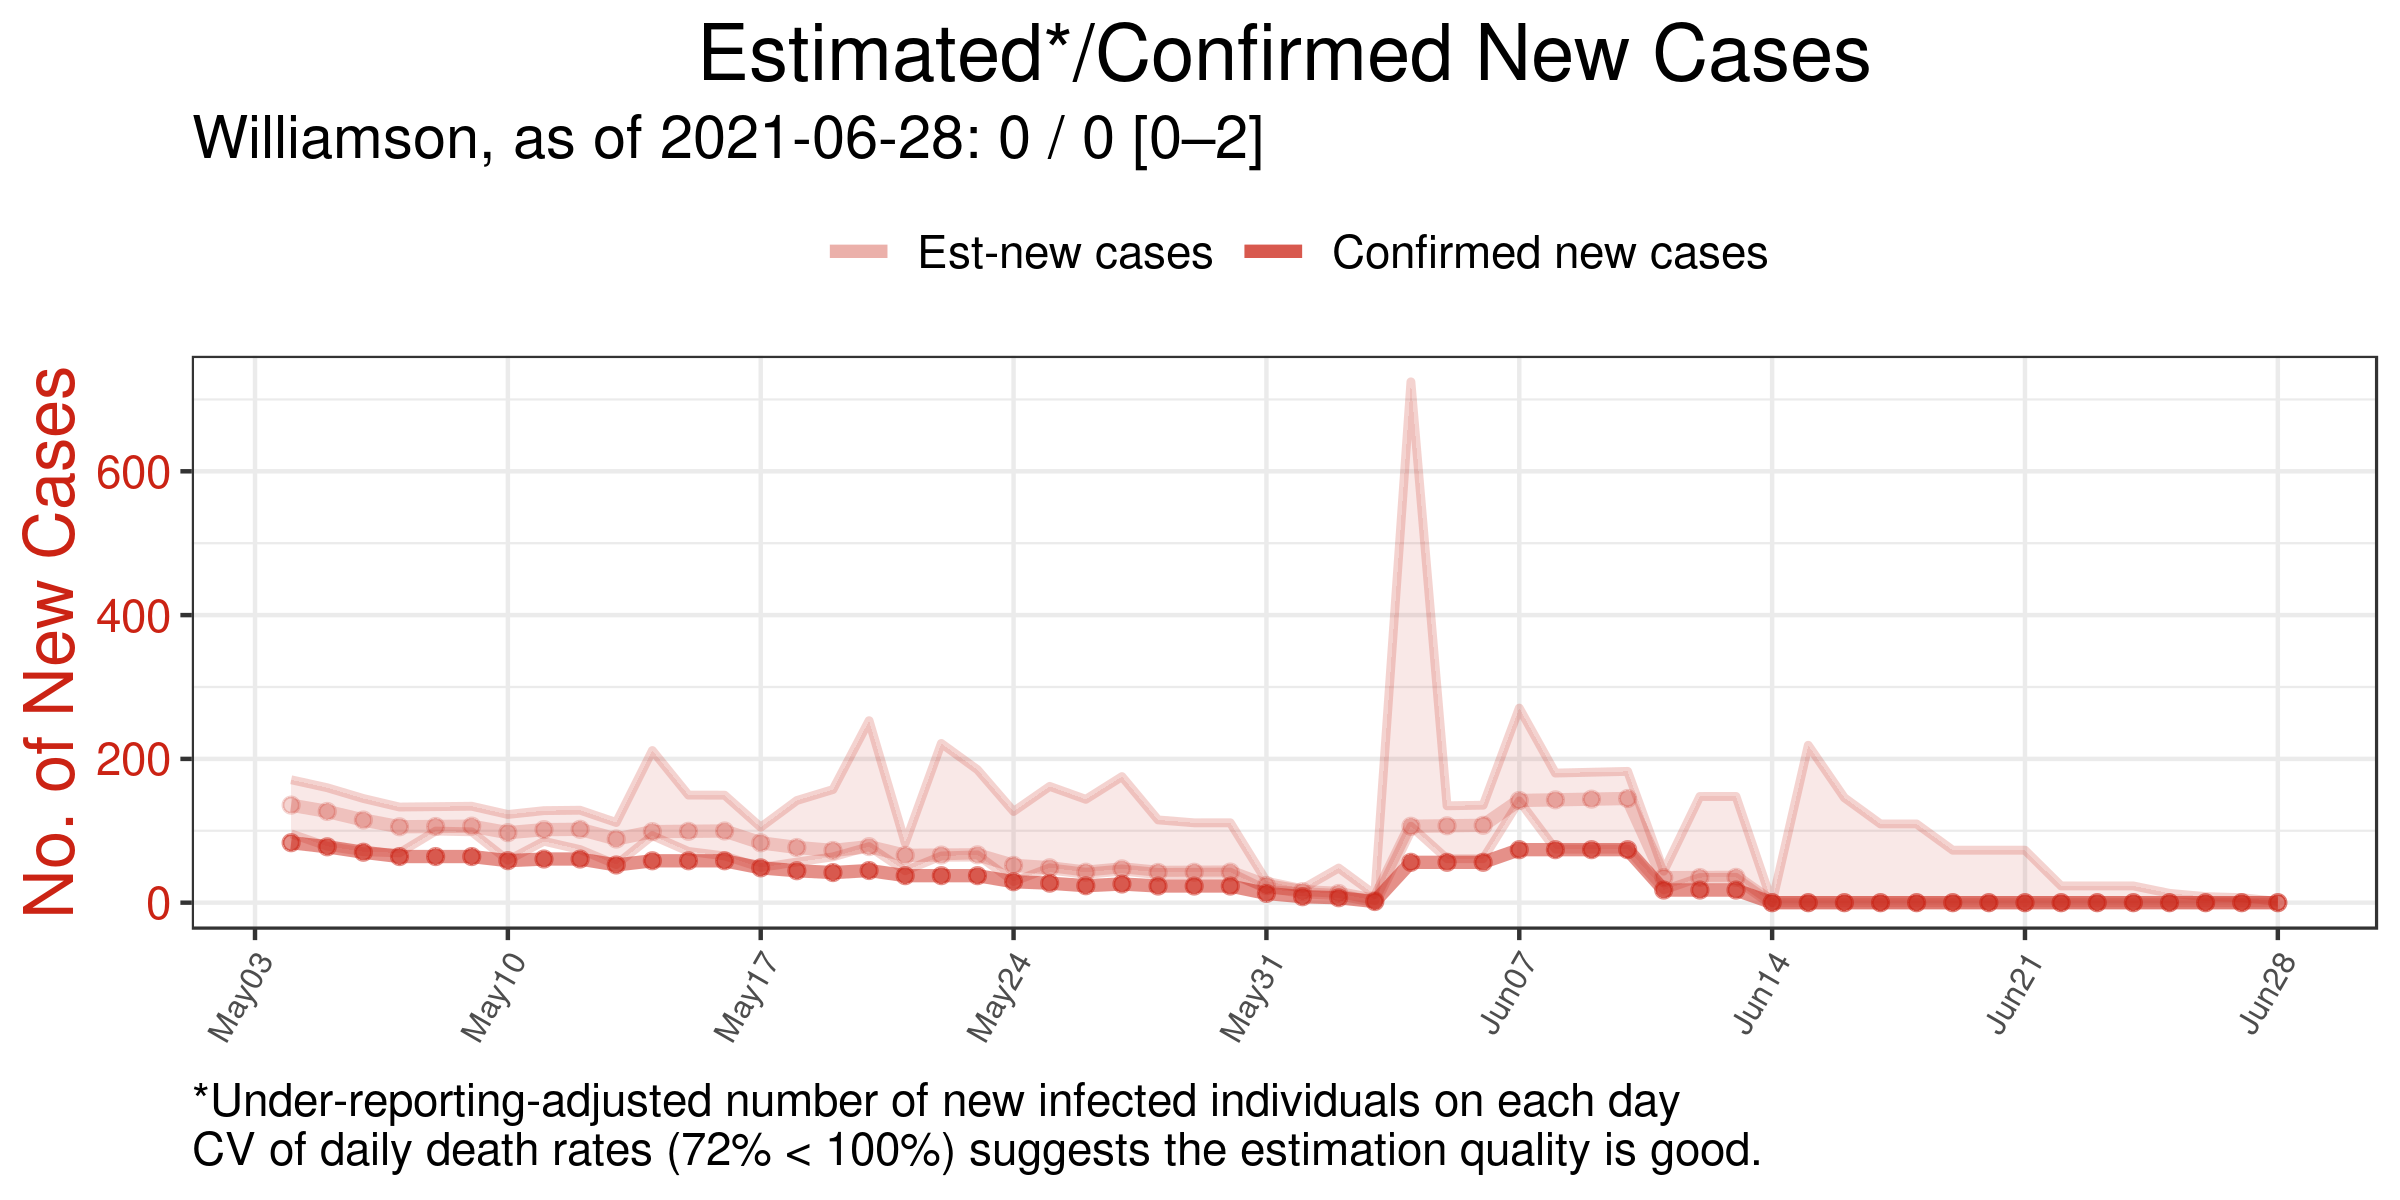 Estimated*/Confirmed New Cases
Williamson, as of 2021-06-28: 0 / 0 [0–2]
Est-new cases
Confirmed new cases
No. of New Cases
600
400
200
0
May03
May10
May17
May24
May31
Jun07
Jun14
Jun21
Jun28
*Under-reporting-adjusted number of new infected individuals on each day
CV of daily death rates (72% < 100%) suggests the estimation quality is good.